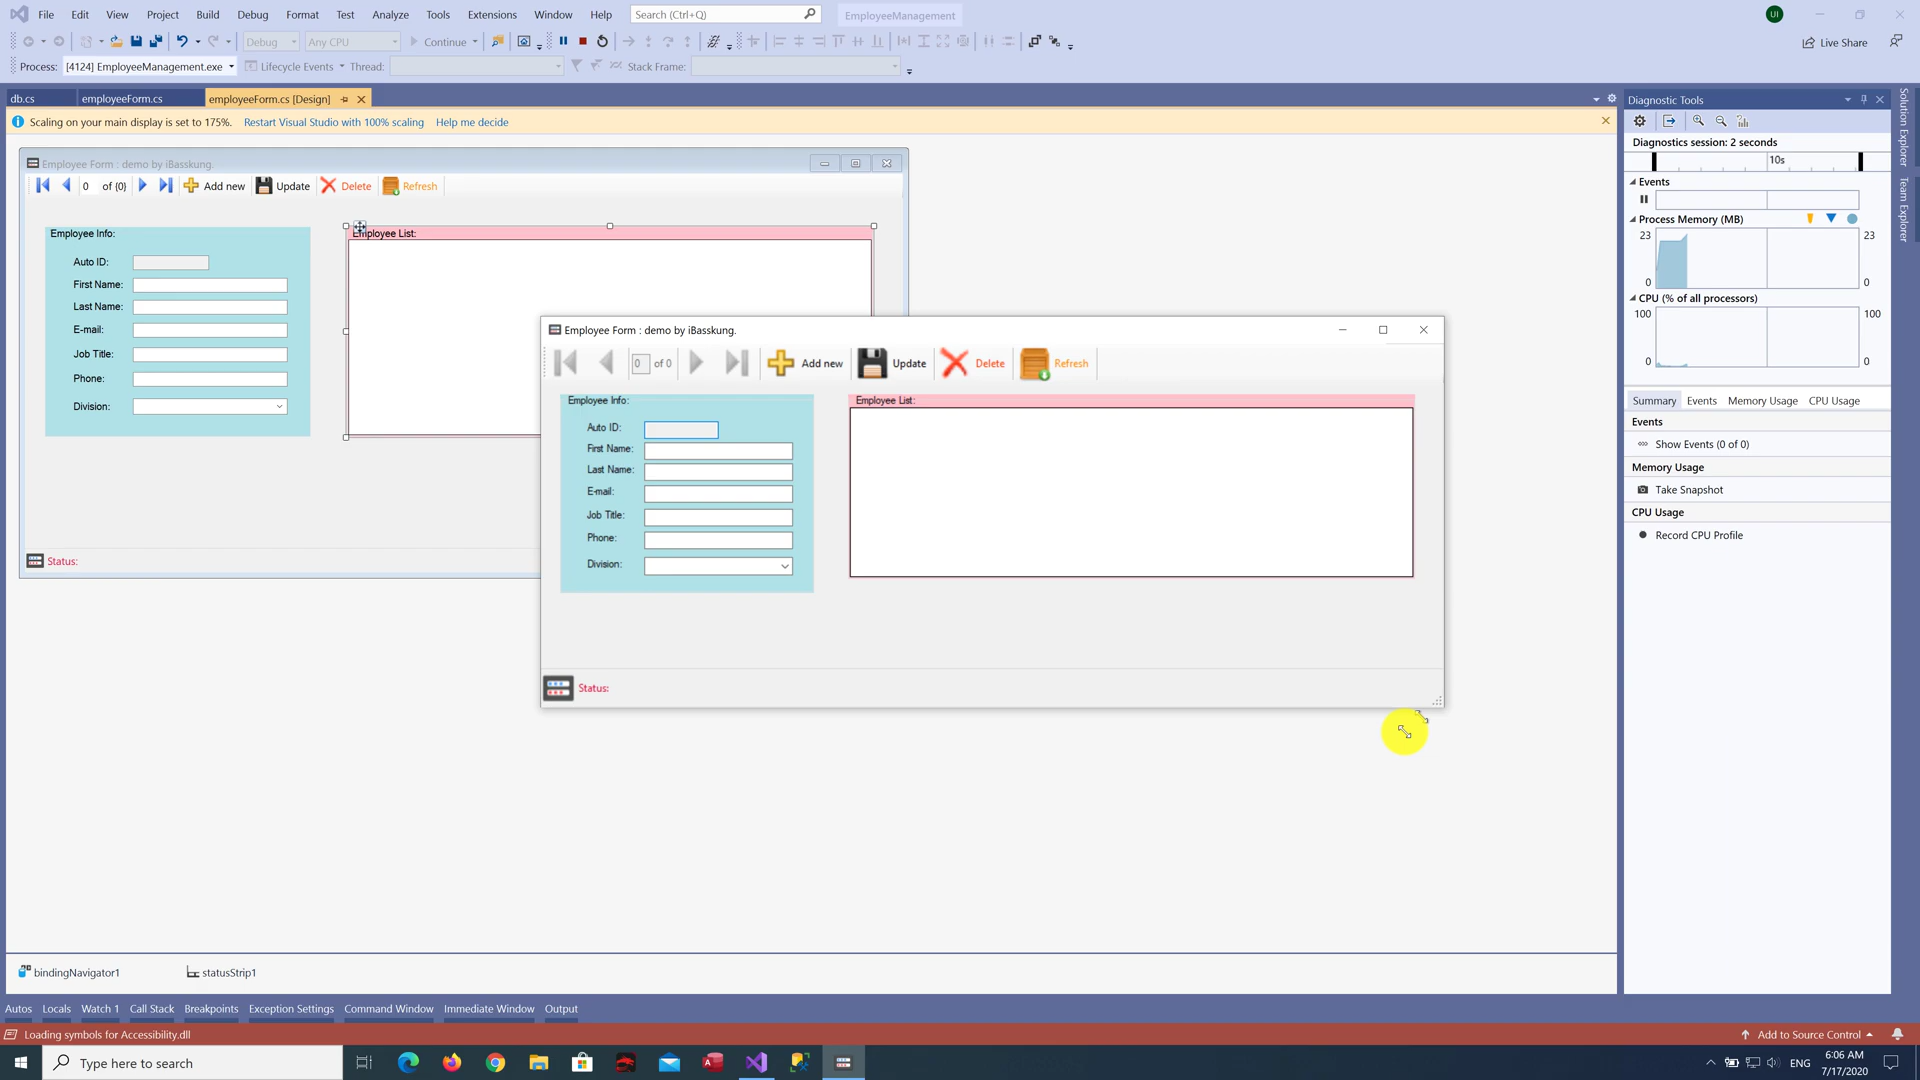 File Edit View Project Build Debug Format Test Analyze Tools Extensions Window Help Search (Ctrl+Q) EmployeeManagement UI
Debug Any CPU Continue Live Share
Process: [4124] EmployeeManagement.exe Lifecycle Events Thread: Stack Frame:
db.cs employeeForm.cs employeeForm.cs [Design]
Scaling on your main display is set to 175%. Restart Visual Studio with 100% scaling Help me decide
Employee Form : demo by iBasskung.
0 of {0} Add new Update Delete Refresh
Employee Info:
Auto ID:
First Name:
Last Name:
E-mail:
Job Title:
Phone:
Division:
Employee List:
Status:
Employee Form : demo by iBasskung.
0 of 0 Add new Update Delete Refresh
Employee Info:
Auto ID:
First Name:
Last Name:
E-mail:
Job Title:
Phone:
Division:
Employee List:
Status:
Diagnostic Tools
Diagnostics session: 2 seconds
10s
Events
Process Memory (MB)
23 23
0 0
CPU (% of all processors)
100 100
0 0
Summary Events Memory Usage CPU Usage
Events
Show Events (0 of 0)
Memory Usage
Take Snapshot
CPU Usage
Record CPU Profile
Solution Explorer
Team Explorer
bindingNavigator1 statusStrip1
Autos Locals Watch 1 Call Stack Breakpoints Exception Settings Command Window Immediate Window Output
Loading symbols for Accessibility.dll Add to Source Control
Type here to search ENG 6:06 AM
7/17/2020